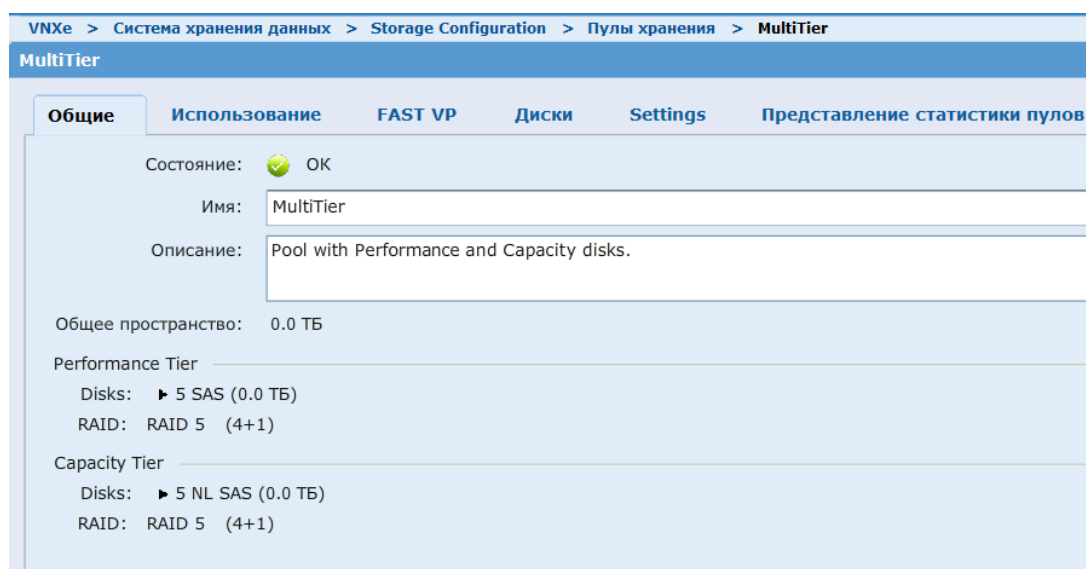 VNXe > Система хранения данных > Storage Configuration > Пулы хранения > MultiTier
MultiTier
Общие Использование FAST VP Диски Settings Представление статистики пулов
Состояние: OK
Имя: MultiTier
Описание: Pool with Performance and Capacity disks.
Общее пространство: 0.0 ТБ
Performance Tier
Disks: 5 SAS (0.0 ТБ)
RAID: RAID 5 (4+1)
Capacity Tier
Disks: 5 NL SAS (0.0 ТБ)
RAID: RAID 5 (4+1)